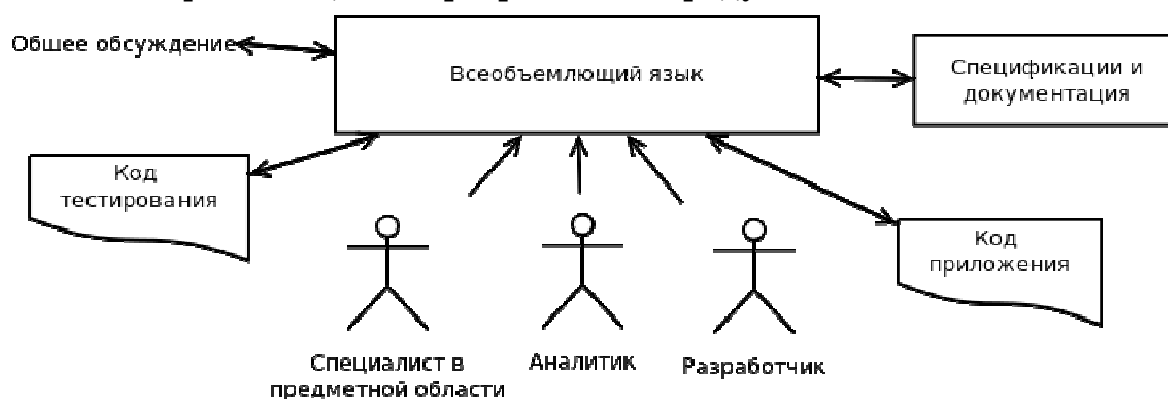 Общее обсуждение
Всеобъемлющий язык
Спецификации и
документация
Код
тестирования
Код
приложения
Специалист в
предметной области
Аналитик
Разработчик